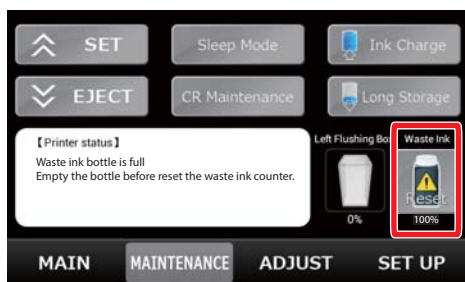 SET
Sleep Mode
Ink Charge
EJECT
CR Maintenance
Long Storage
【Printer status】
Waste ink bottle is full
Empty the bottle before reset the waste ink counter.
Left Flushing Box
0%
Waste Ink
Reset
100%
MAIN
MAINTENANCE
ADJUST
SET UP